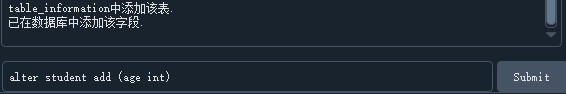 table_information中添加该表.
已在数据库中添加该字段.
alter student add (age int)
Submit